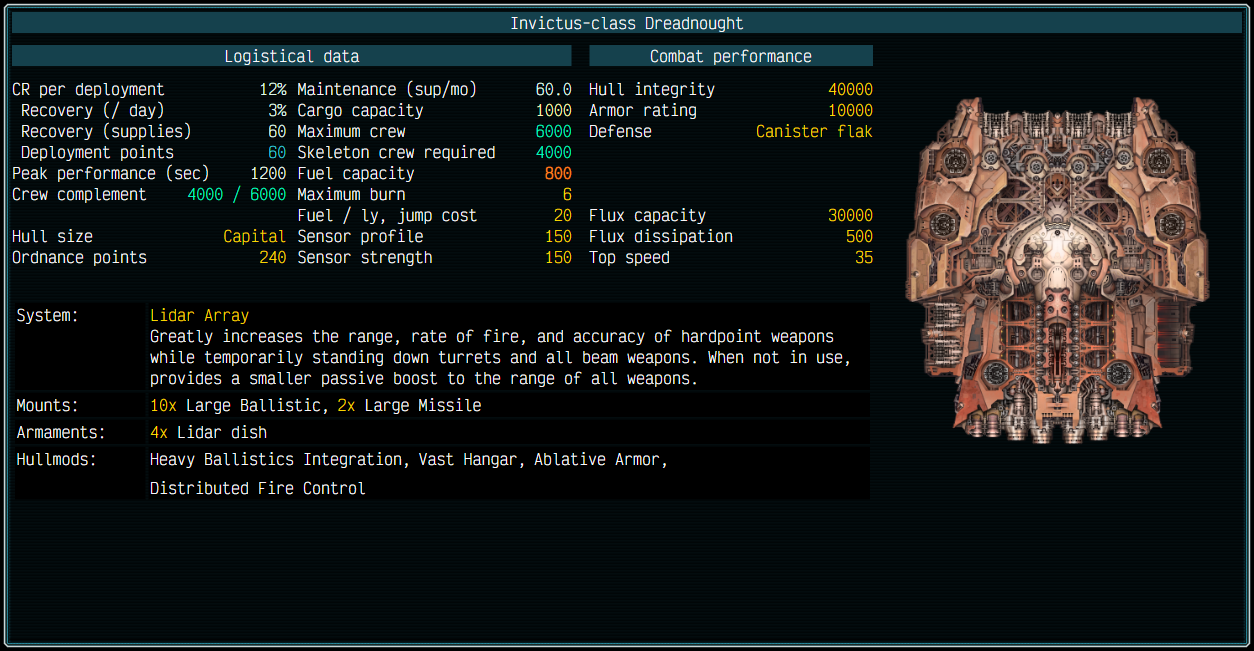 Invictus-class Dreadnought
Logistical data
Combat performance
CR per deployment 12% Maintenance (sup/mo) 60.0 Hull integrity 40000
Recovery (/ day) 3% Cargo capacity 1000 Armor rating 10000
Recovery (supplies) 60 Maximum crew 6000 Defense Canister flak
Deployment points 60 Skeleton crew required 4000
Peak performance (sec) 1200 Fuel capacity 800
Crew complement 4000 / 6000 Maximum burn 6
Fuel / ly, jump cost 20 Flux capacity 30000
Hull size Capital Sensor profile 150 Flux dissipation 500
Ordnance points 240 Sensor strength 150 Top speed 35
System: Lidar Array
Greatly increases the range, rate of fire, and accuracy of hardpoint weapons
while temporarily standing down turrets and all beam weapons. When not in use,
provides a smaller passive boost to the range of all weapons.
Mounts: 10x Large Ballistic, 2x Large Missile
Armaments: 4x Lidar dish
Hullmods: Heavy Ballistics Integration, Vast Hangar, Ablative Armor,
Distributed Fire Control